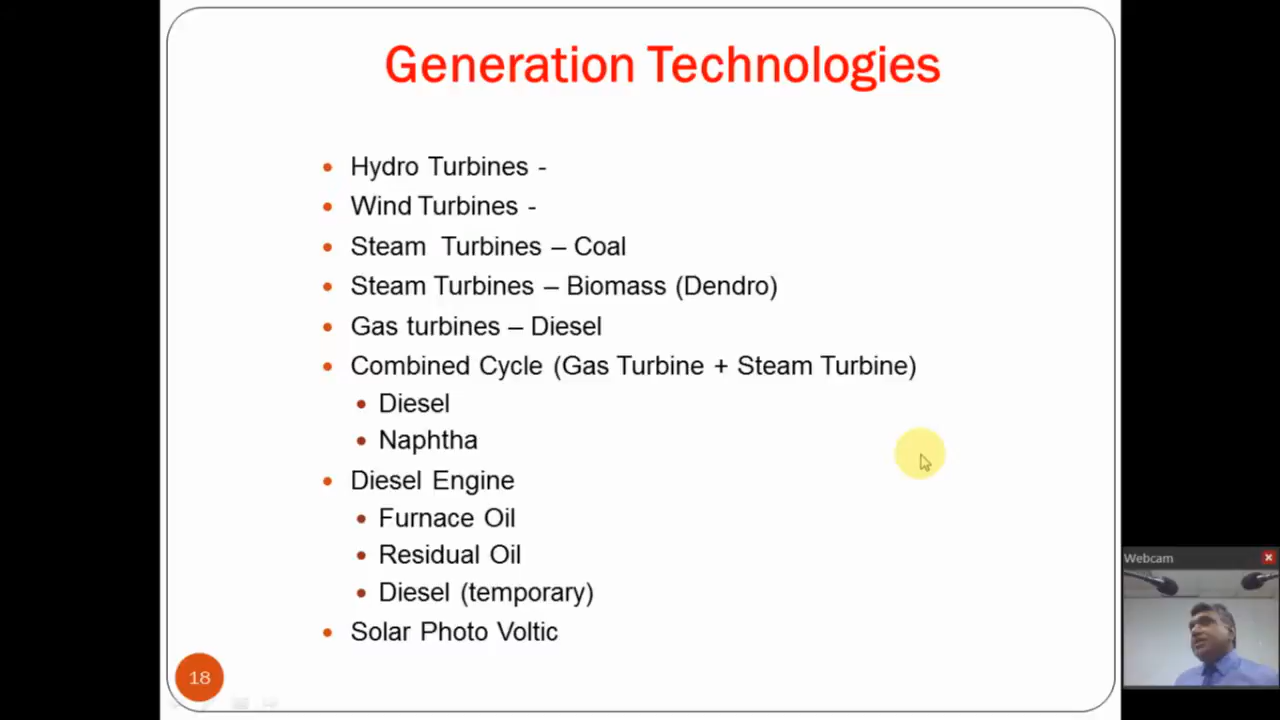 Generation Technologies
• Hydro Turbines -
• Wind Turbines -
• Steam Turbines – Coal
• Steam Turbines – Biomass (Dendro)
• Gas turbines – Diesel
• Combined Cycle (Gas Turbine + Steam Turbine)
• Diesel
• Naphtha
• Diesel Engine
• Furnace Oil
• Residual Oil
• Diesel (temporary)
• Solar Photo Voltic
18
Webcam